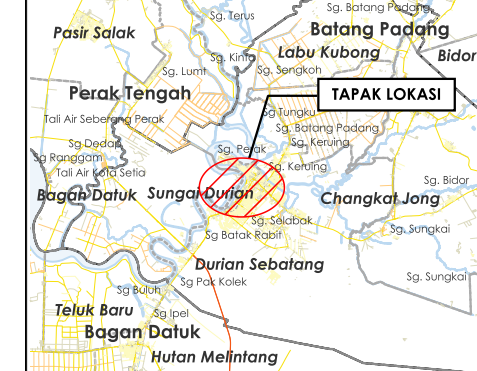 Sg. Batang Padang
Sg. Terus
Pasir Salak
Batang Padang
Labu Kubong
Bidor
Sg. Kinta
Sg. Lumt
Sg. Sengkoh
Perak Tengah
TAPAK LOKASI
Sg Tungku
Tali Air Seberang Perak
Sg. Batang Padang
Sg Dedap
Sg. Keruing
Sg. Perak
Sg Ranggam
Sg. Keruing
Tali Air Kota Setia
Sg. Bidor
Bagan Datuk
Sungai Durian
Changkat Jong
Sg. Selabak
Sg. Sungkai
Sg Batak Rabit
Durian Sebatang
Sg. Sungkai
Sg Pak Kolek
Sg Buluh
Teluk Baru
Sg Ipel
Bagan Datuk
Hutan Melintang